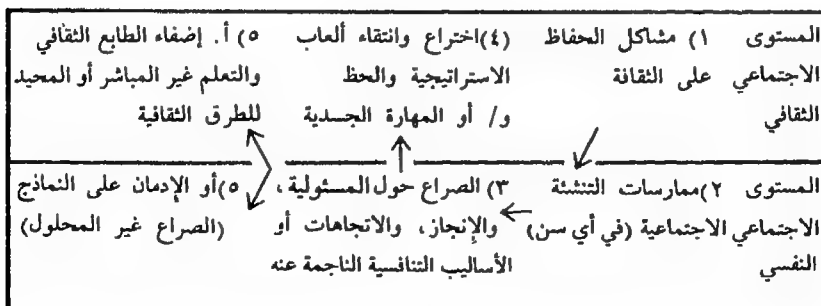 المستوى ١) مشاكل الحفاظ (٤) اختراع وانتقاء ألعاب ٥) أ. إضفاء الطابع الثقافي
الاجتماعي على الثقافة الاستراتيجية والحظ والتعلم غير المباشر أو المحيد
الثقافي و/ أو المهارة الجسدية للطرق الثقافية
المستوى ٢) ممارسات التنشئة ٣) الصراع حول المسئولية، ٥) أو الإدمان على النماذج
الاجتماعي الاجتماعية (في أي سن) والإنجاز، والاتجاهات أو (الصراع غير المحلول)
النفسي الأساليب التنافسية الناجمة عنه